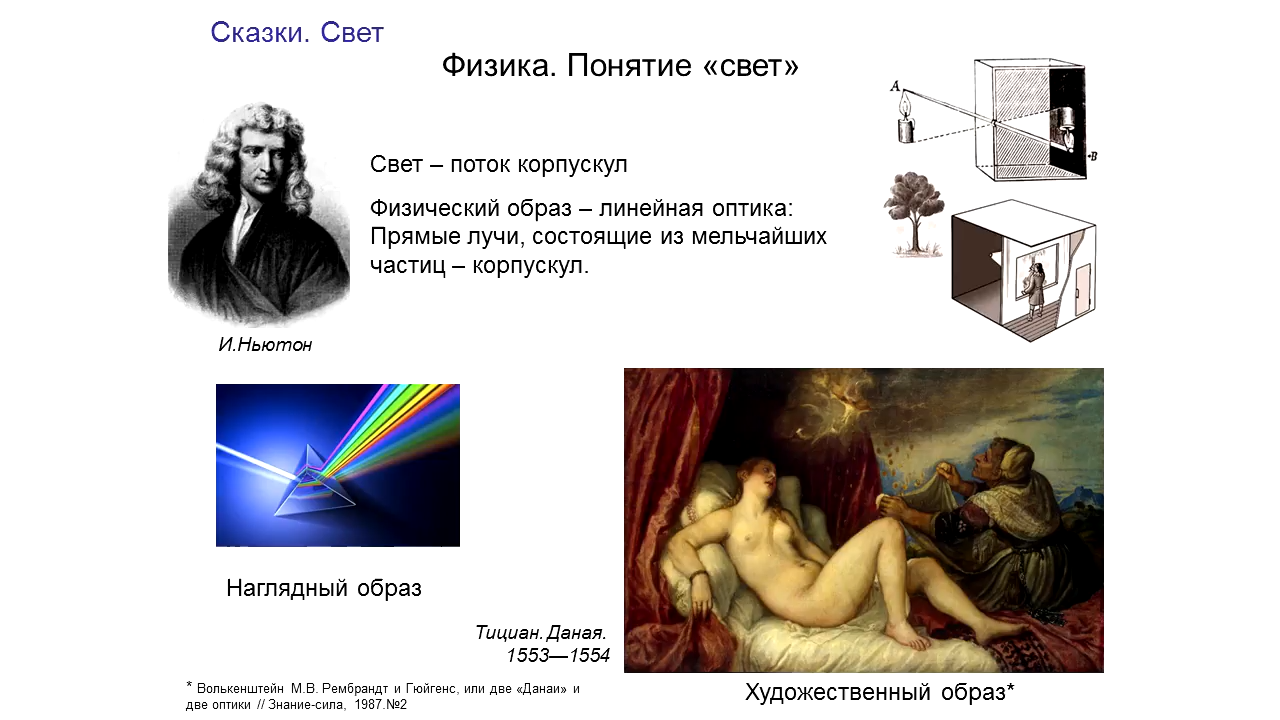 Сказки. Свет
Физика. Понятие «свет»
A
B
Свет – поток корпускул
Физический образ – линейная оптика:
Прямые лучи, состоящие из мельчайших
частиц – корпускул.
И.Ньютон
Наглядный образ
Тициан. Даная.
1553—1554
Художественный образ*
* Волькенштейн М.В. Рембрандт и Гюйгенс, или две «Данаи» и
две оптики // Знание-сила, 1987.№2